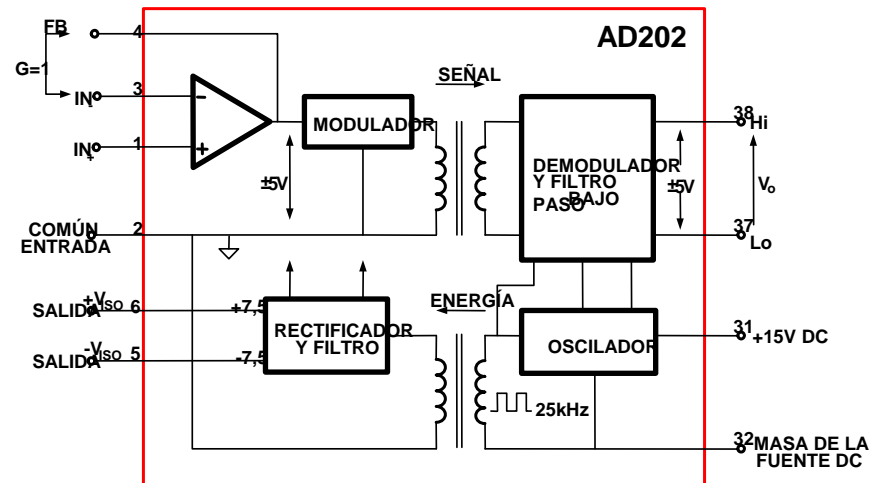 FB
4
AD202
G=1
SEÑAL
3
IN-
38
Hi
MODULADOR
1
IN+
DEMODULADOR
Y FILTRO
BAJO
PASO
±5V
±5V
Vo
COMÚN
ENTRADA
2
37
Lo
+VISO
SALIDA
6
+7,5
ENERGÍA
RECTIFICADOR
Y FILTRO
OSCILADOR
31
+15V DC
-VISO
SALIDA
5
-7,5
25kHz
32
MASA DE LA
FUENTE DC